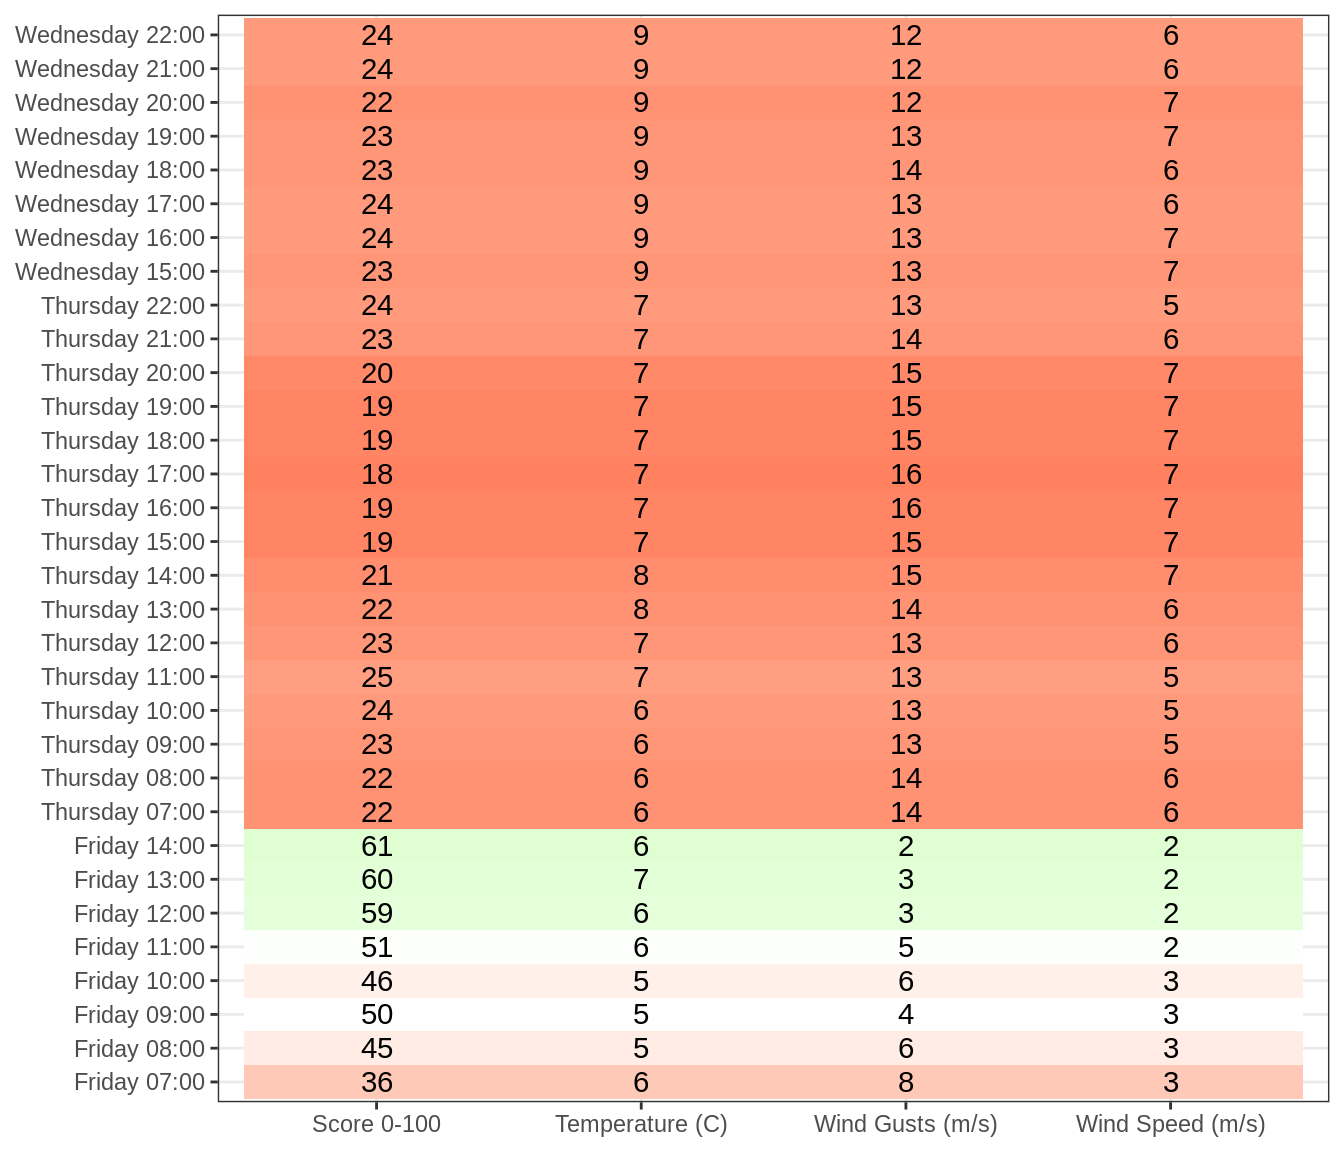 Wednesday 22:00 24 9 12 6
Wednesday 21:00 24 9 12 6
Wednesday 20:00 22 9 12 7
Wednesday 19:00 23 9 13 7
Wednesday 18:00 23 9 14 6
Wednesday 17:00 24 9 13 6
Wednesday 16:00 24 9 13 7
Wednesday 15:00 23 9 13 7
Thursday 22:00 24 7 13 5
Thursday 21:00 23 7 14 6
Thursday 20:00 20 7 15 7
Thursday 19:00 19 7 15 7
Thursday 18:00 19 7 15 7
Thursday 17:00 18 7 16 7
Thursday 16:00 19 7 16 7
Thursday 15:00 19 7 15 7
Thursday 14:00 21 8 15 7
Thursday 13:00 22 8 14 6
Thursday 12:00 23 7 13 6
Thursday 11:00 25 7 13 5
Thursday 10:00 24 6 13 5
Thursday 09:00 23 6 13 5
Thursday 08:00 22 6 14 6
Thursday 07:00 22 6 14 6
Friday 14:00 61 6 2 2
Friday 13:00 60 7 3 2
Friday 12:00 59 6 3 2
Friday 11:00 51 6 5 2
Friday 10:00 46 5 6 3
Friday 09:00 50 5 4 3
Friday 08:00 45 5 6 3
Friday 07:00 36 6 8 3
Score 0-100 Temperature (C) Wind Gusts (m/s) Wind Speed (m/s)